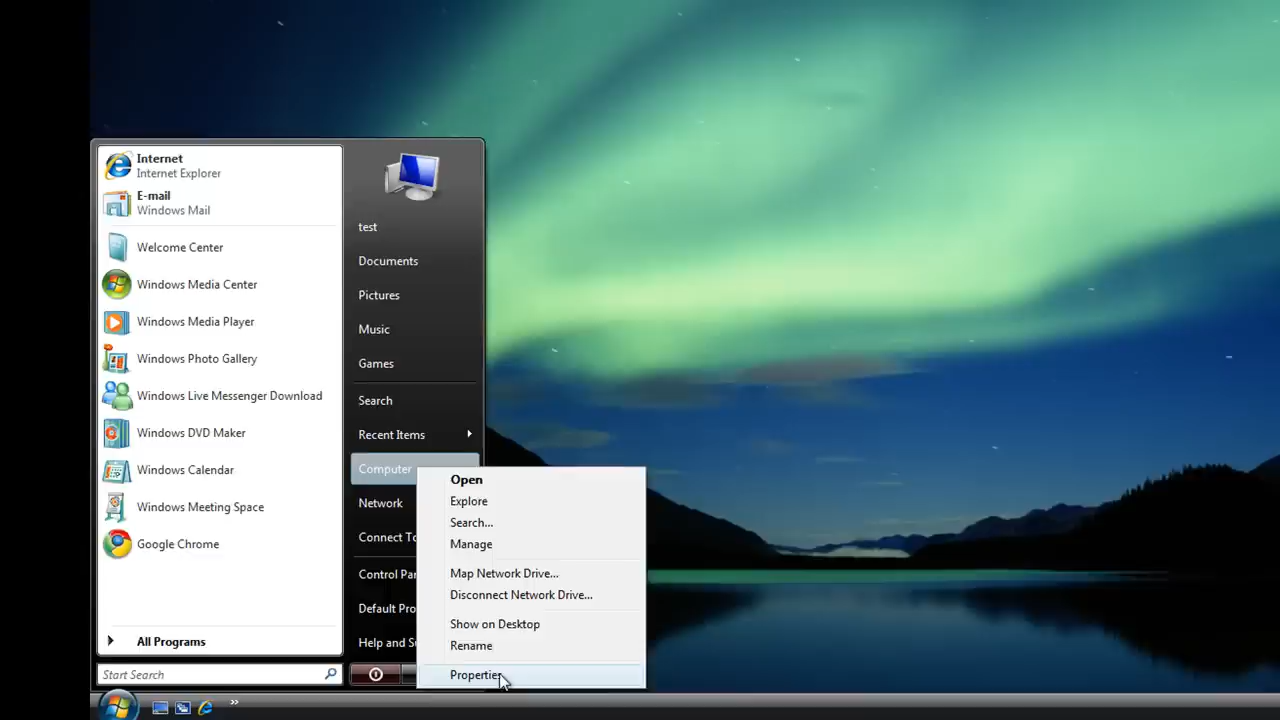 Internet
Internet Explorer
E-mail
Windows Mail
Welcome Center
Windows Media Center
Windows Media Player
Windows Photo Gallery
Windows Live Messenger Download
Windows DVD Maker
Windows Calendar
Windows Meeting Space
Google Chrome
All Programs
Start Search
test
Documents
Pictures
Music
Games
Search
Recent Items
Computer
Network
Connect To
Control Pa
Default Pro
Help and Su
Open
Explore
Search...
Manage
Map Network Drive...
Disconnect Network Drive...
Show on Desktop
Rename
Properties